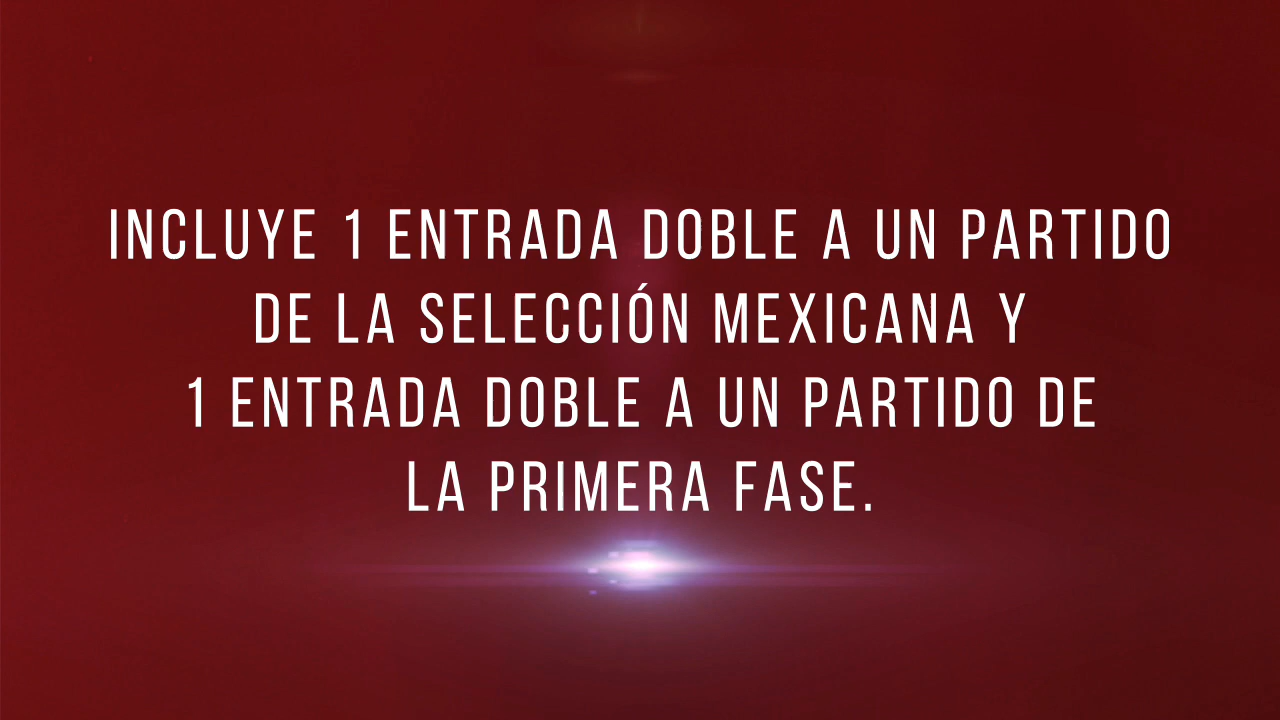 INCLUYE 1 ENTRADA DOBLE A UN PARTIDO
DE LA SELECCIÓN MEXICANA Y
1 ENTRADA DOBLE A UN PARTIDO DE
LA PRIMERA FASE.